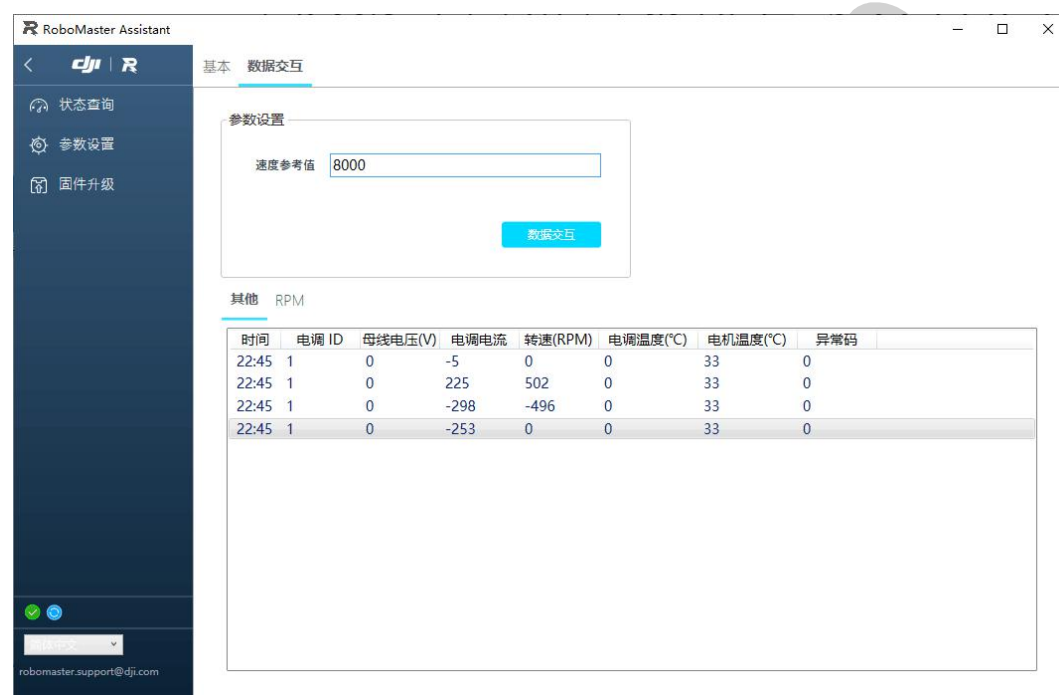 RoboMaster Assistant
dji R
基本 数据交互
状态查询
参数设置
固件升级
参数设置
速度参考值 8000
数据交互
其他 RPM
时间 电调 ID 母线电压(V) 电调电流 转速(RPM) 电调温度(℃) 电机温度(℃) 异常码
22:45 1 0 -5 0 0 33 0
22:45 1 0 225 502 0 33 0
22:45 1 0 -298 -496 0 33 0
22:45 1 0 -253 0 0 33 0
robomaster.support@dji.com